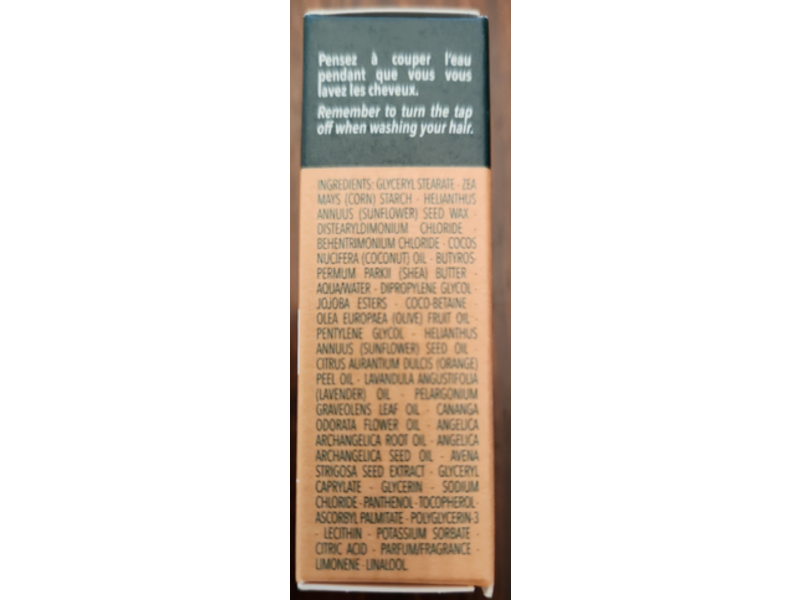 Pensez à couper l'eau
pendant que vous vous
lavez les cheveux.
Remember to turn the tap
off when washing your hair.
INGREDIENTS: GLYCERYL STEARATE - ZEA
MAYS (CORN) STARCH - HELIANTHUS
ANNUUS (SUNFLOWER) SEED WAX -
DISTEARYLDIMONIUM CHLORIDE -
BEHENTRIMONIUM CHLORIDE - COCOS
NUCIFERA (COCONUT) OIL - BUTYROS-
PERMUM PARKII (SHEA) BUTTER -
AQUA/WATER - DIPROPYLENE GLYCOL -
JOJOBA ESTERS - COCO-BETAINE -
OLEA EUROPAEA (OLIVE) FRUIT OIL -
PENTYLENE GLYCOL - HELIANTHUS
ANNUUS (SUNFLOWER) SEED OIL -
CITRUS AURANTIUM DULCIS (ORANGE)
PEEL OIL - LAVANDULA ANGUSTIFOLIA
(LAVENDER) OIL - PELARGONIUM
GRAVEOLENS LEAF OIL - CANANGA
ODORATA FLOWER OIL - ANGELICA
ARCHANGELICA ROOT OIL - ANGELICA
ARCHANGELICA SEED OIL - AVENA
STRIGOSA SEED EXTRACT - GLYCERYL
CAPRYLATE - GLYCERIN - SODIUM
CHLORIDE - PANTHENOL - TOCOPHEROL -
ASCORBYL PALMITATE - POLYGLYCERIN-3
- LECITHIN - POTASSIUM SORBATE -
CITRIC ACID - PARFUM/FRAGRANCE -
LIMONENE - LINALOOL.